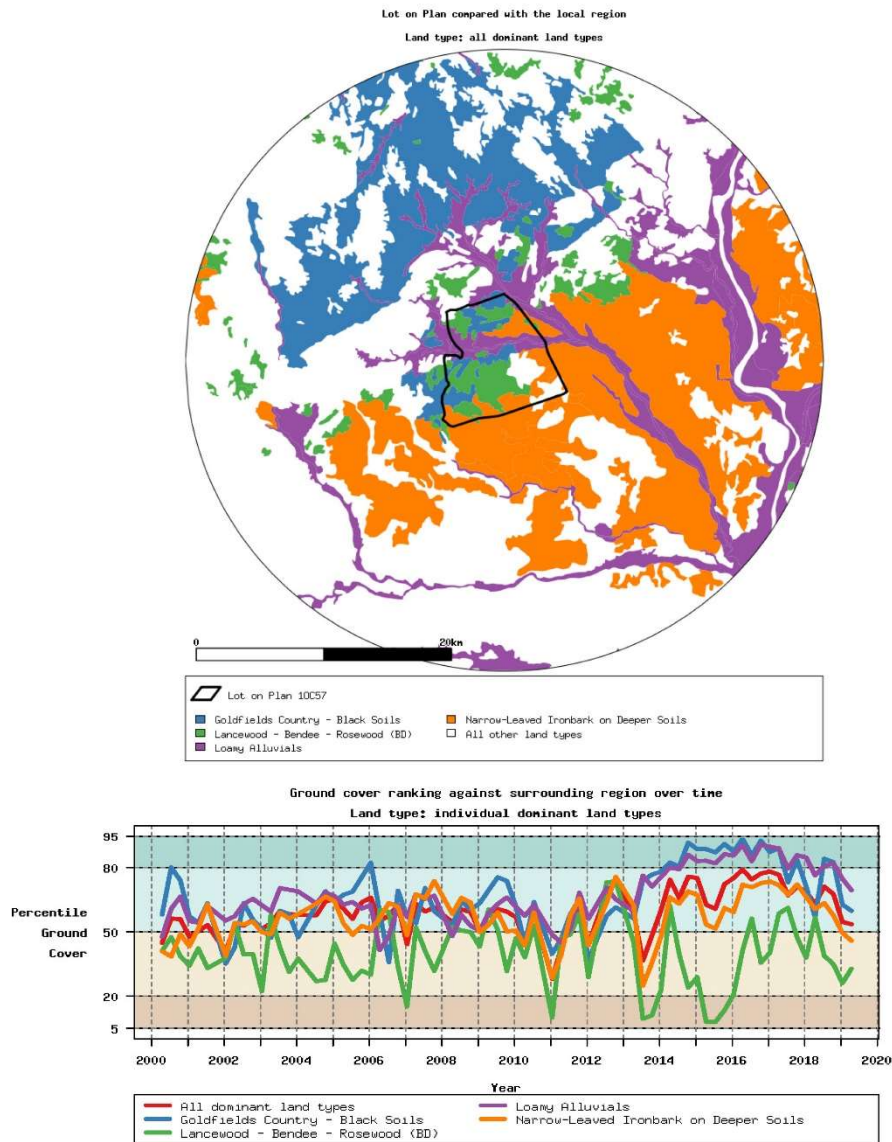 Lot on Plan compared with the local region
Land type: all dominant land types
0 20km
Lot on Plan 10C57
Goldfields Country - Black Soils
Lancewood - Bendee - Rosewood (BD)
Loamy Alluvials
Narrow-Leaved Ironbark on Deeper Soils
All other land types
Ground cover ranking against surrounding region over time
Land type: individual dominant land types
Percentile
Ground
Cover
95
80
50
20
5
2000 2002 2004 2006 2008 2010 2012 2014 2016 2018 2020
Year
All dominant land types
Goldfields Country - Black Soils
Lancewood - Bendee - Rosewood (BD)
Loamy Alluvials
Narrow-Leaved Ironbark on Deeper Soils